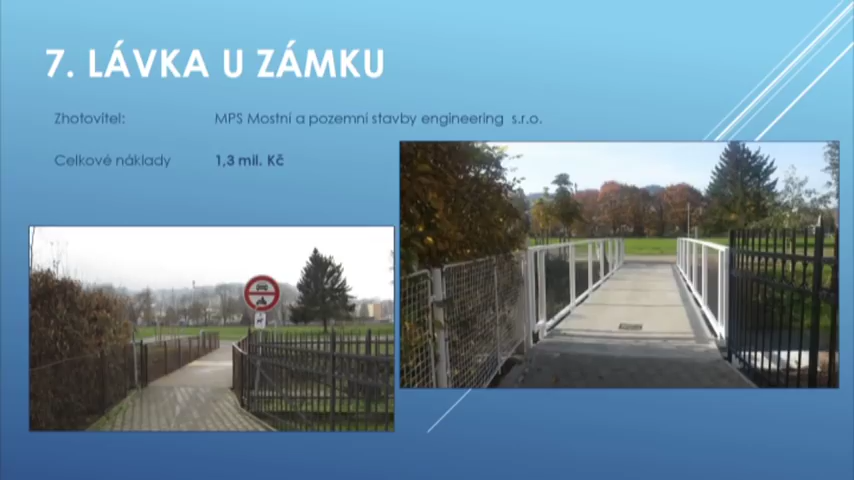 7. LÁVKA U ZÁMKU
Zhotovitel: MPS Mostní a pozemní stavby engineering s.r.o.
Celkové náklady 1,3 mil. Kč